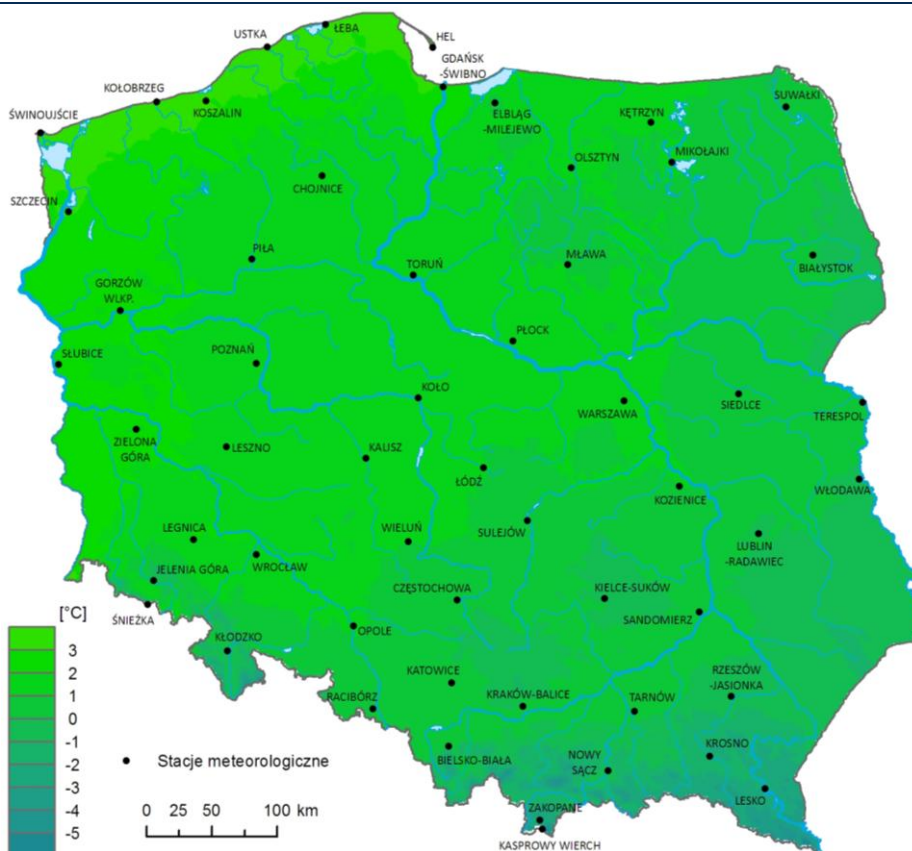 ŁEBA
USTKA
HEL
GDAŃSK
-ŚWIBNO
KOŁOBRZEG
KOSZALIN
ŚWINOUJŚCIE
ELBLĄG
-MILEJEWO
KĘTRZYN
SUWAŁKI
OLSZTYN
MIKOŁAJKI
CHOJNICE
SZCZECIN
PIŁA
TORUŃ
MŁAWA
BIAŁYSTOK
GORZÓW
WLKP.
PŁOCK
SŁUBICE
POZNAŃ
KOŁO
WARSZAWA
SIEDLCE
TERESPOL
ZIELONA
GÓRA
LESZNO
KALISZ
ŁÓDŹ
KOZIENICE
WŁODAWA
LEGNICA
WIELUŃ
SULEJÓW
LUBLIN
-RADAWIEC
JELENIA GÓRA
WROCŁAW
CZĘSTOCHOWA
KIELCE-SUKÓW
ŚNIEŻKA
SANDOMIERZ
KŁODZKO
OPOLE
KATOWICE
RZESZÓW
-JASIONKA
RACIBÓRZ
KRAKÓW-BALICE
TARNÓW
BIELSKO-BIAŁA
NOWY
SĄCZ
KROSNO
LESKO
ZAKOPANE
KASPROWY WIERCH
[°C]
3
2
1
0
-1
-2
-3
-4
-5
Stacje meteorologiczne
0 25 50 100 km